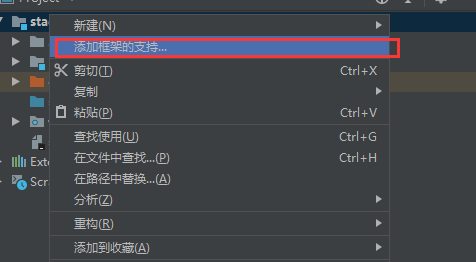 Project
sta
新建(N)
添加框架的支持...
剪切(T) Ctrl+X
复制
粘贴(P) Ctrl+V
查找使用(U) Ctrl+G
在文件中查找...(P) Ctrl+H
在路径中替换...(A)
分析(Z)
重构(R)
添加到收藏(A)
Exte
Scra